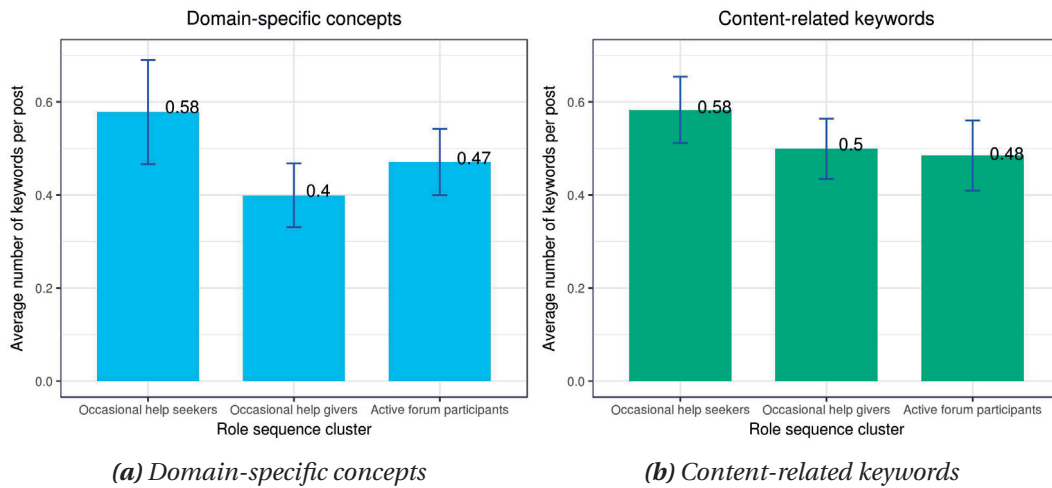 Domain-specific concepts
Average number of keywords per post
0.6
0.4
0.2
0.0
0.58
0.4
0.47
Occasional help seekers
Occasional help givers
Active forum participants
Role sequence cluster
(a) Domain-specific concepts
Content-related keywords
Average number of keywords per post
0.6
0.4
0.2
0.0
0.58
0.5
0.48
Occasional help seekers
Occasional help givers
Active forum participants
Role sequence cluster
(b) Content-related keywords